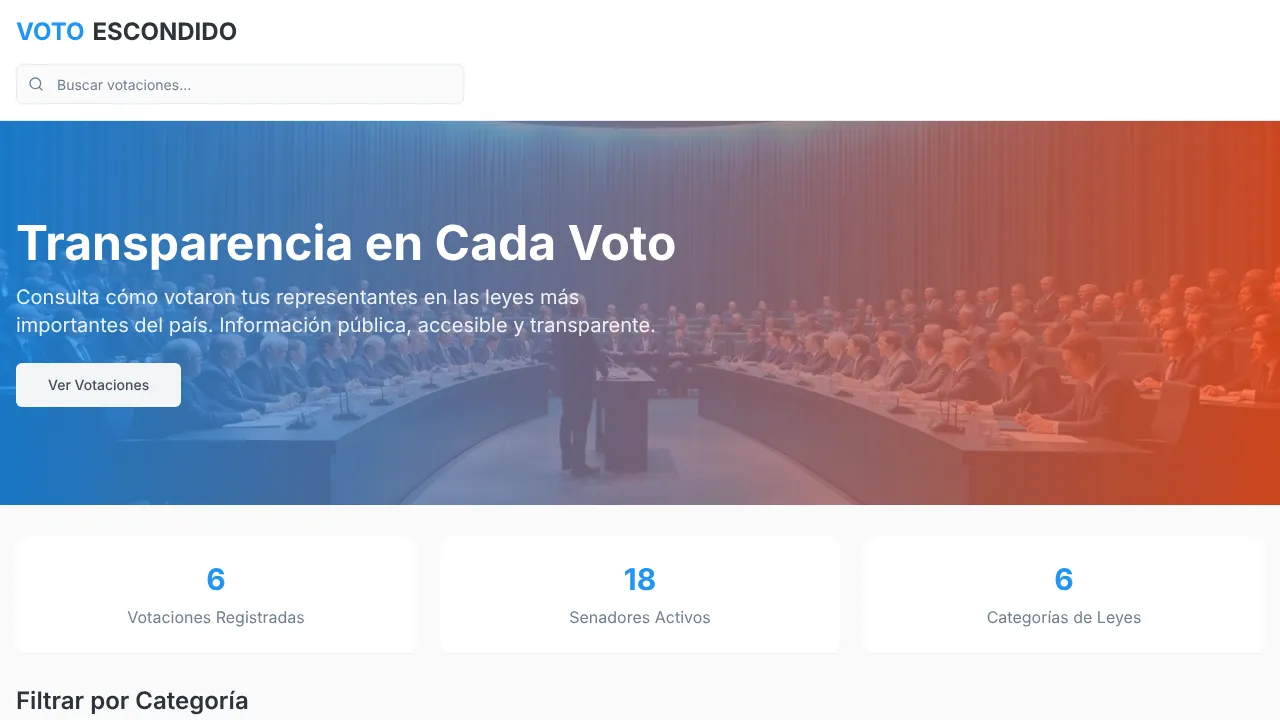 VOTO ESCONDIDO
Buscar votaciones...
Transparencia en Cada Voto
Consulta cómo votaron tus representantes en las leyes más
importantes del país. Información pública, accesible y transparente.
Ver Votaciones
6
Votaciones Registradas
18
Senadores Activos
6
Categorías de Leyes
Filtrar por Categoría